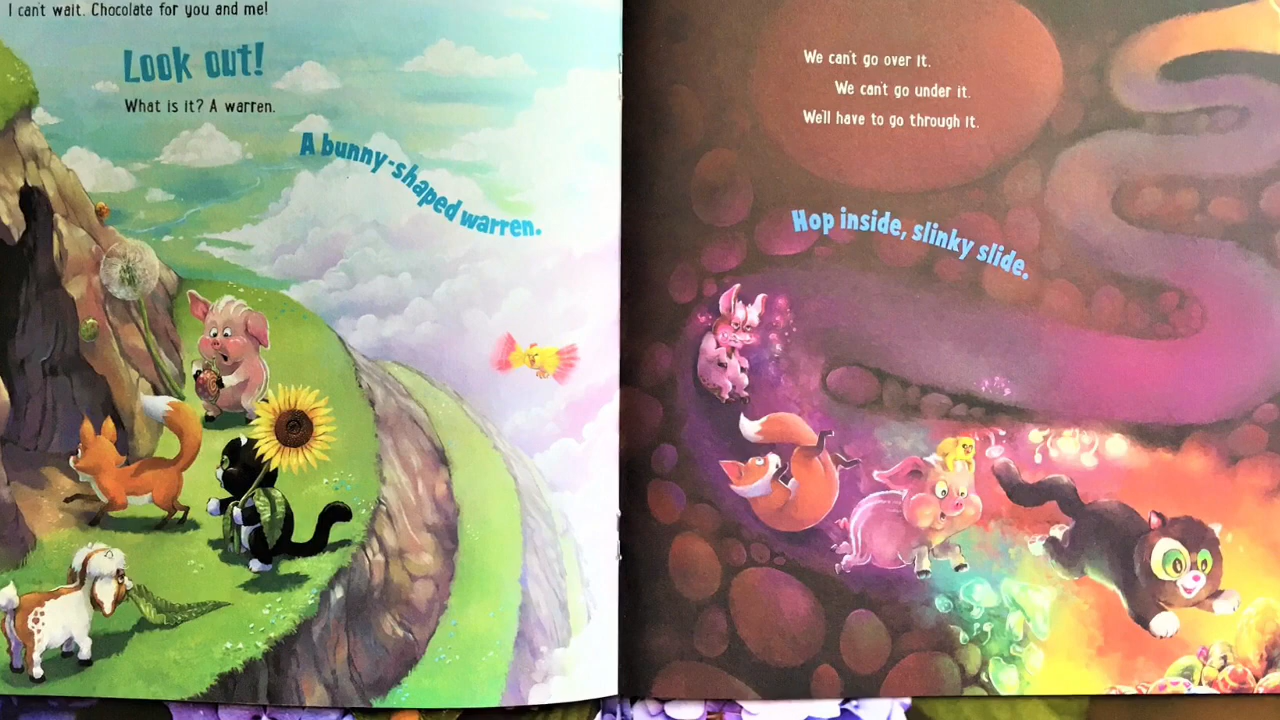 I can't wait. Chocolate for you and me!
Look out!
What is it? A warren.
A bunny-shaped warren.
We can't go over it.
We can't go under it.
We'll have to go through it.
Hop inside, slinky slide.